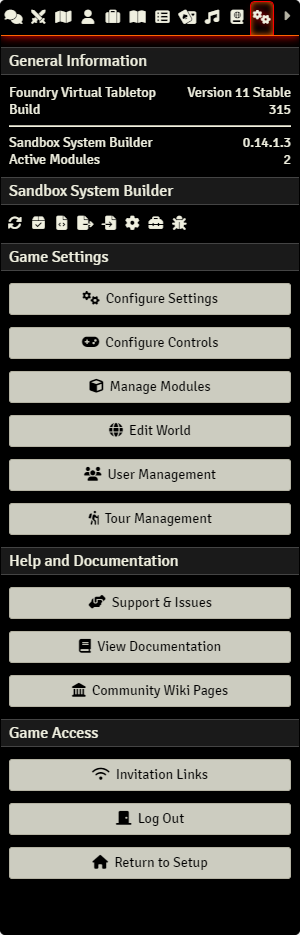 General Information
Foundry Virtual Tabletop Version 11 Stable
Build 315
Sandbox System Builder 0.14.1.3
Active Modules 2
Sandbox System Builder
Game Settings
Configure Settings
Configure Controls
Manage Modules
Edit World
User Management
Tour Management
Help and Documentation
Support & Issues
View Documentation
Community Wiki Pages
Game Access
Invitation Links
Log Out
Return to Setup